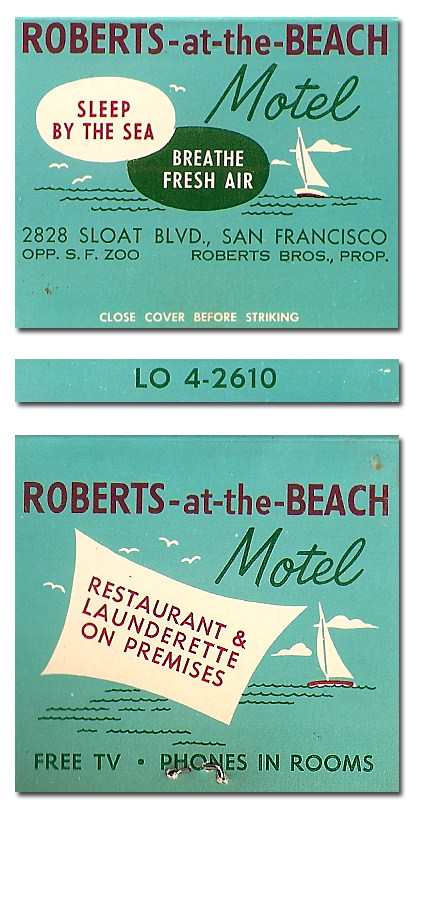 ROBERTS-at-the-BEACH
Motel
SLEEP
BY THE SEA
BREATHE
FRESH AIR
2828 SLOAT BLVD., SAN FRANCISCO
OPP. S. F. ZOO ROBERTS BROS., PROP.
CLOSE COVER BEFORE STRIKING
LO 4-2610
ROBERTS-at-the-BEACH
Motel
RESTAURANT &
LAUNDERETTE
ON PREMISES
FREE TV • PHONES IN ROOMS